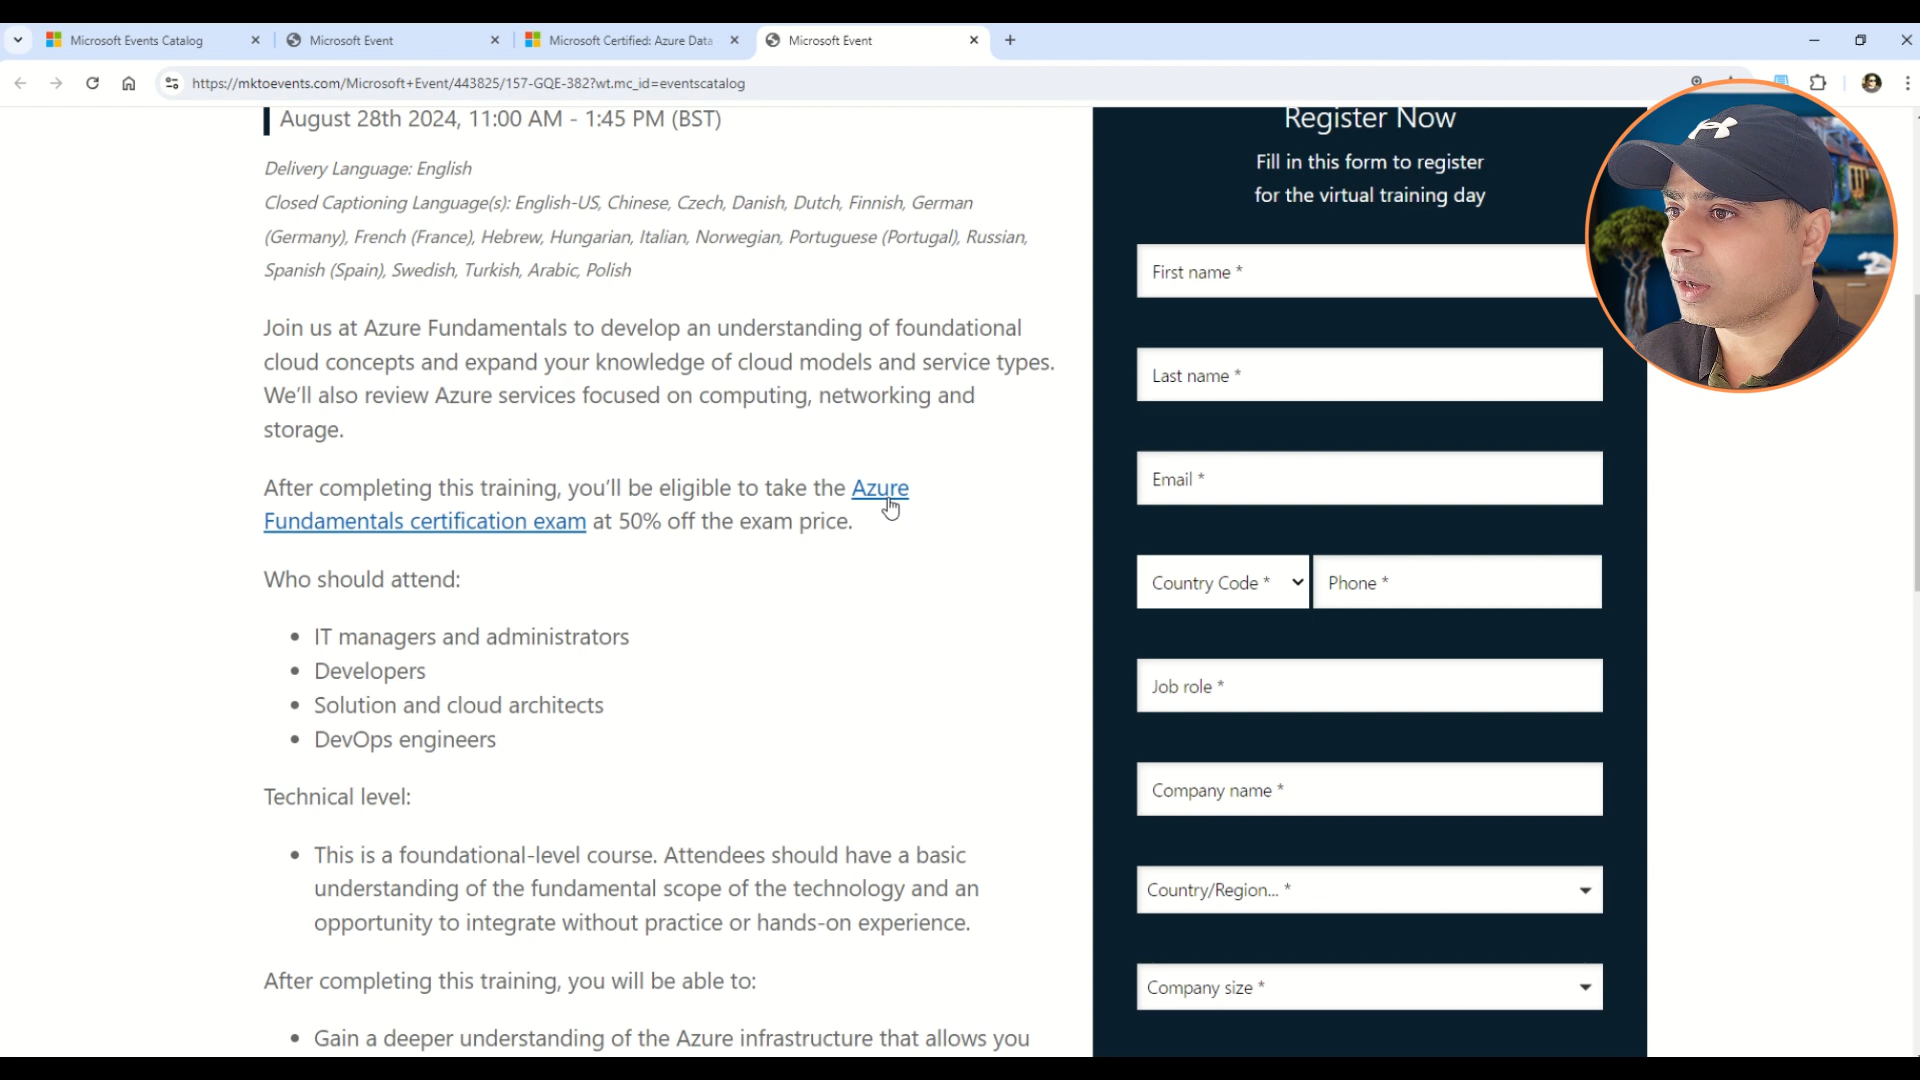 Microsoft Events Catalog
Microsoft Event
Microsoft Certified: Azure Data
Microsoft Event
https://mktoevents.com/Microsoft+Event/443825/157-GQE-382?wt.mc_id=eventscatalog
August 28th 2024, 11:00 AM - 1:45 PM (BST)
Delivery Language: English
Closed Captioning Language(s): English-US, Chinese, Czech, Danish, Dutch, Finnish, German
(Germany), French (France), Hebrew, Hungarian, Italian, Norwegian, Portuguese (Portugal), Russian,
Spanish (Spain), Swedish, Turkish, Arabic, Polish
Join us at Azure Fundamentals to develop an understanding of foundational
cloud concepts and expand your knowledge of cloud models and service types.
We’ll also review Azure services focused on computing, networking and
storage.
After completing this training, you’ll be eligible to take the Azure
Fundamentals certification exam at 50% off the exam price.
Who should attend:
• IT managers and administrators
• Developers
• Solution and cloud architects
• DevOps engineers
Technical level:
• This is a foundational-level course. Attendees should have a basic
understanding of the fundamental scope of the technology and an
opportunity to integrate without practice or hands-on experience.
After completing this training, you will be able to:
• Gain a deeper understanding of the Azure infrastructure that allows you
Register Now
Fill in this form to register
for the virtual training day
First name *
Last name *
Email *
Country Code *
Phone *
Job role *
Company name *
Country/Region... *
Company size *